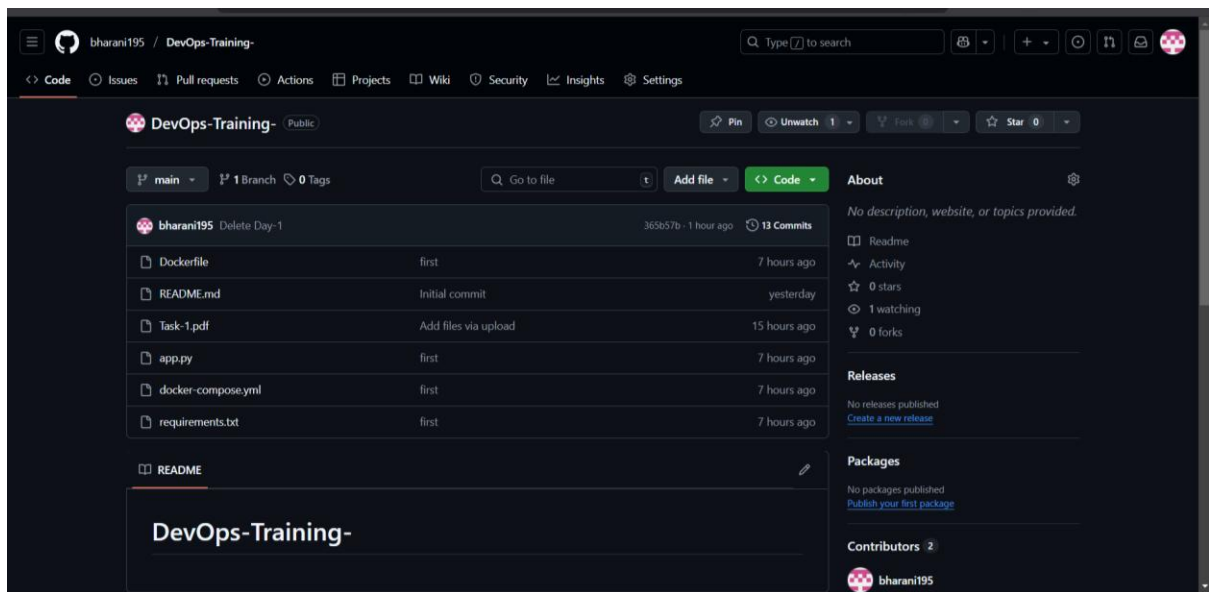 bharani195 / DevOps-Training-
Type / to search
Code Issues Pull requests Actions Projects Wiki Security Insights Settings
DevOps-Training- Public
Pin Unwatch 1 Fork 0 Star 0
main 1 Branch 0 Tags
Go to file t Add file Code
bharani195 Delete Day-1 365b57b · 1 hour ago 13 Commits
Dockerfile first 7 hours ago
README.md Initial commit yesterday
Task-1.pdf Add files via upload 15 hours ago
app.py first 7 hours ago
docker-compose.yml first 7 hours ago
requirements.txt first 7 hours ago
README
DevOps-Training-
About
No description, website, or topics provided.
Readme
Activity
0 stars
1 watching
0 forks
Releases
No releases published
Create a new release
Packages
No packages published
Publish your first package
Contributors 2
bharani195